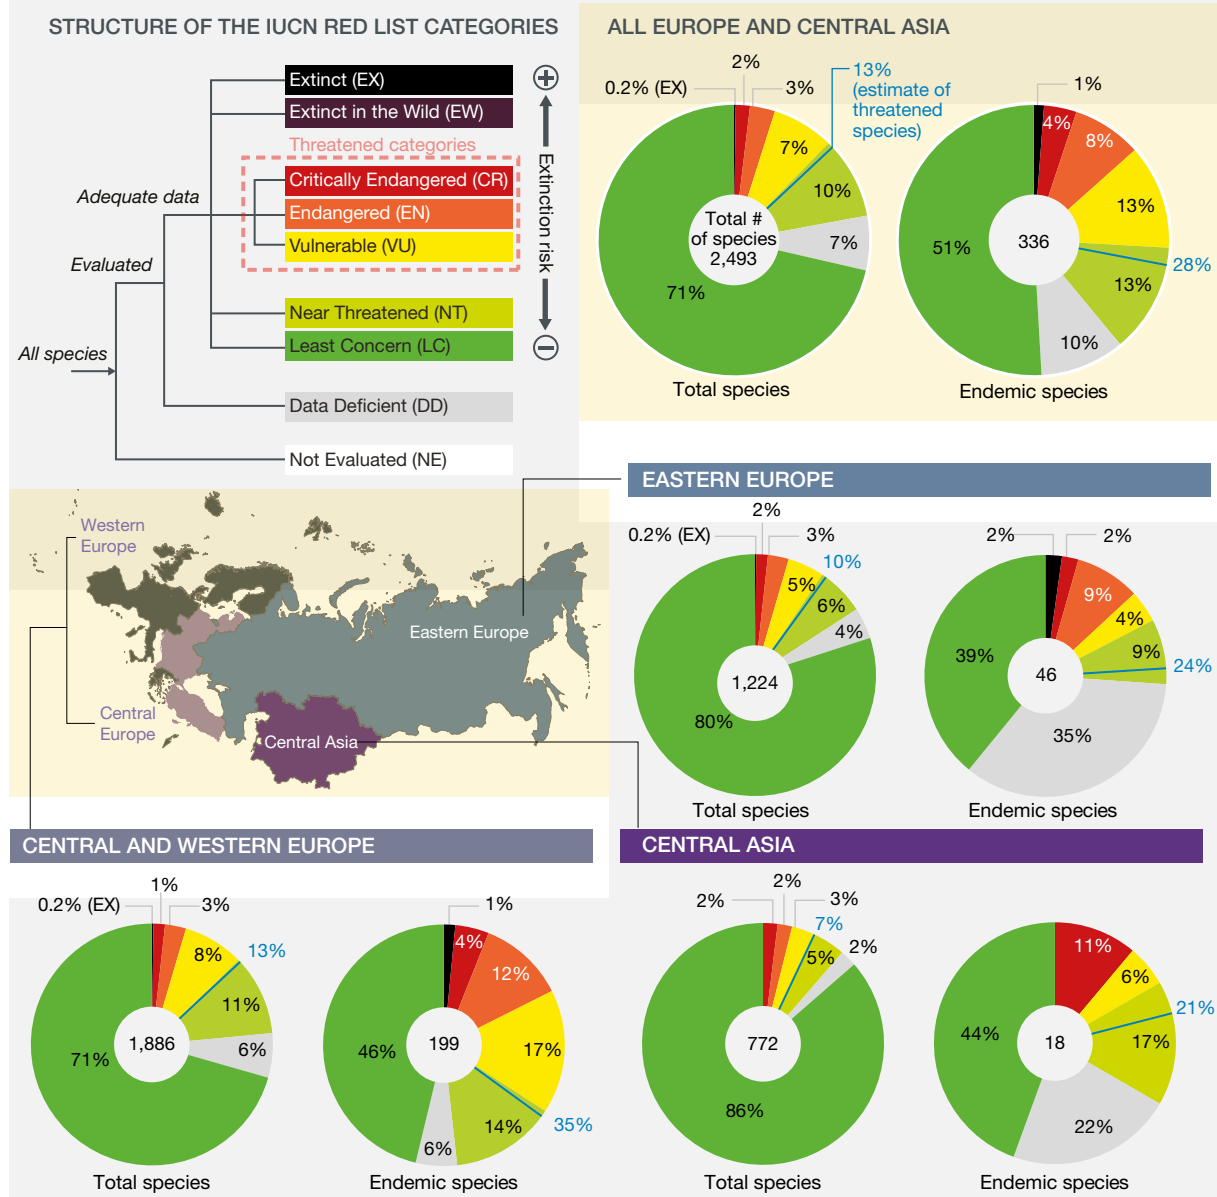 STRUCTURE OF THE IUCN RED LIST CATEGORIES
Extinct (EX)
Extinct in the Wild (EW)
Threatened categories
Critically Endangered (CR)
Adequate data
Endangered (EN)
Vulnerable (VU)
Evaluated
Near Threatened (NT)
Least Concern (LC)
All species
Data Deficient (DD)
Not Evaluated (NE)
+
Extinction risk
−
ALL EUROPE AND CENTRAL ASIA
2%
0.2% (EX)
3%
13%
(estimate of
threatened
species)
7%
10%
7%
71%
Total #
of species
2,493
Total species
1%
4%
8%
13%
28%
13%
10%
51%
336
Endemic species
Western
Europe
Eastern Europe
Central
Europe
Central Asia
EASTERN EUROPE
2%
0.2% (EX)
3%
10%
5%
6%
4%
80%
1,224
Total species
2%
2%
9%
4%
9%
24%
35%
39%
46
Endemic species
CENTRAL AND WESTERN EUROPE
1%
0.2% (EX)
3%
8%
13%
11%
6%
71%
1,886
Total species
1%
4%
12%
17%
35%
14%
6%
46%
199
Endemic species
CENTRAL ASIA
2%
2%
3%
7%
5%
2%
86%
772
Total species
11%
6%
21%
17%
22%
44%
18
Endemic species